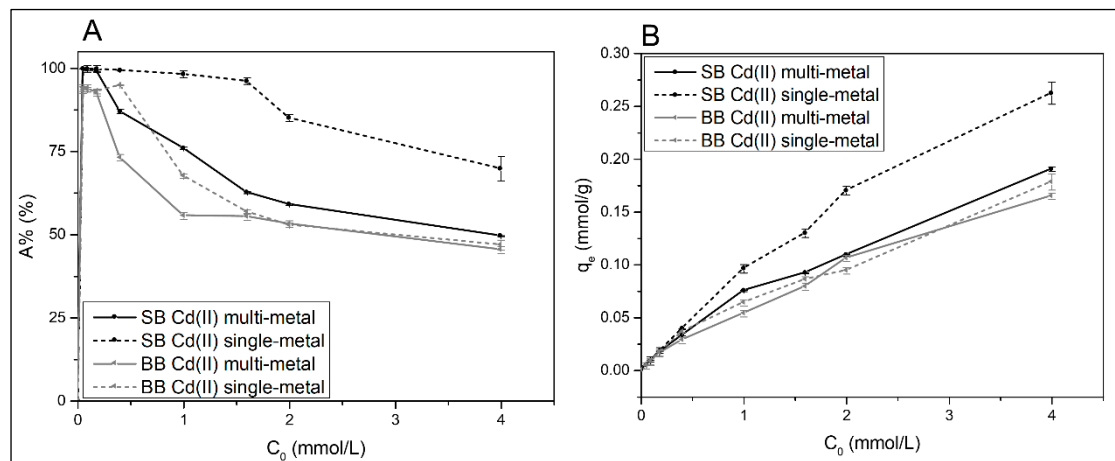 A
A% (%)
100
75
50
25
0
SB Cd(II) multi-metal
SB Cd(II) single-metal
BB Cd(II) multi-metal
BB Cd(II) single-metal
0 1 2 3 4
C₀ (mmol/L)
B
qₑ (mmol/g)
0.30
0.25
0.20
0.15
0.10
0.05
0.00
SB Cd(II) multi-metal
SB Cd(II) single-metal
BB Cd(II) multi-metal
BB Cd(II) single-metal
0 1 2 3 4
C₀ (mmol/L)